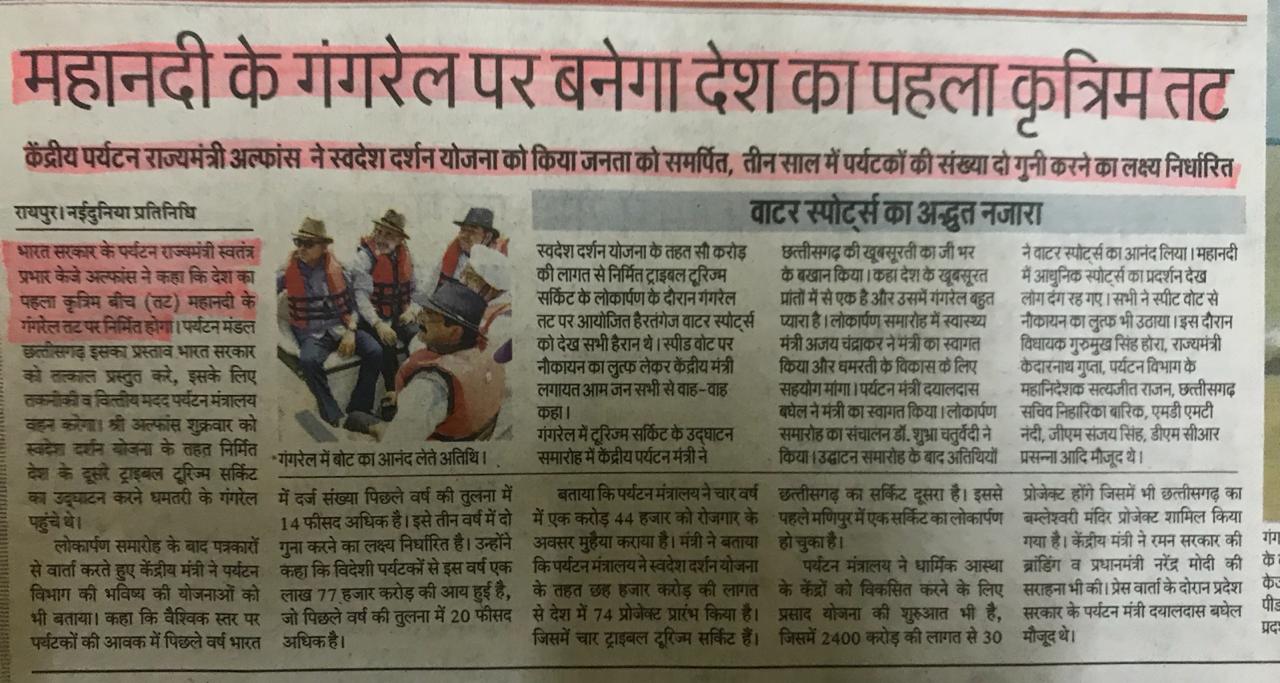 महानदी के गंगरेल पर बनेगा देश का पहला कृत्रिम तट
केंद्रीय पर्यटन राज्यमंत्री अल्फांस ने स्वदेश दर्शन योजना को किया जनता को समर्पित, तीन साल में पर्यटकों की संख्या दो गुनी करने का लक्ष्य निर्धारित
रायपुर। नईदुनिया प्रतिनिधि
भारत सरकार के पर्यटन राज्यमंत्री स्वतंत्र
प्रभार केजे अल्फांस ने कहा कि देश का
पहला कृत्रिम बीच (तट) महानदी के
गंगरेल तट पर निर्मित होगा। पर्यटन मंडल
छत्तीसगढ़ इसका प्रस्ताव भारत सरकार
को तत्काल प्रस्तुत करे, इसके लिए
तकनीकी व वित्तीय मदद पर्यटन मंत्रालय
वहन करेगा। श्री अल्फांस शुक्रवार को
स्वदेश दर्शन योजना के तहत निर्मित
देश के दूसरे ट्राइबल टूरिज्म सर्किट
का उद्घाटन करने धमतरी के गंगरेल
पहुंचे थे।
लोकार्पण समारोह के बाद पत्रकारों
से वार्ता करते हुए केंद्रीय मंत्री ने पर्यटन
विभाग की भविष्य की योजनाओं को
भी बताया। कहा कि वैश्विक स्तर पर
पर्यटकों की आवक में पिछले वर्ष भारत
गंगरेल में बोट का आनंद लेते अतिथि।
में दर्ज संख्या पिछले वर्ष की तुलना में
14 फीसद अधिक है। इसे तीन वर्ष में दो
गुना करने का लक्ष्य निर्धारित है। उन्होंने
कहा कि विदेशी पर्यटकों से इस वर्ष एक
लाख 77 हजार करोड़ की आय हुई है,
जो पिछले वर्ष की तुलना में 20 फीसद
अधिक है।
वाटर स्पोर्ट्स का अद्भुत नजारा
स्वदेश दर्शन योजना के तहत सौ करोड़
की लागत से निर्मित ट्राइबल टूरिज्म
सर्किट के लोकार्पण के दौरान गंगरेल
तट पर आयोजित हैरतंगेज वाटर स्पोर्ट्स
को देख सभी हैरान थे। स्पीड वोट पर
नौकायन का लुत्फ लेकर केंद्रीय मंत्री
लगायत आम जन सभी से वाह-वाह
कहा।
गंगरेल में टूरिज्म सर्किट के उद्घाटन
समारोह में केंद्रीय पर्यटन मंत्री ने
छत्तीसगढ़ की खूबसूरती का जी भर
के बखान किया। कहा देश के खूबसूरत
प्रांतों में से एक है और उसमें गंगरेल बहुत
प्यारा है। लोकार्पण समारोह में स्वास्थ्य
मंत्री अजय चंद्राकर ने मंत्री का स्वागत
किया और धमरती के विकास के लिए
सहयोग मांगा। पर्यटन मंत्री दयालदास
बघेल ने मंत्री का स्वागत किया। लोकार्पण
समारोह का संचालन डॉ. शुभ्रा चतुर्वेदी ने
किया। उद्घाटन समारोह के बाद अतिथियों
ने वाटर स्पोर्ट्स का आनंद लिया। महानदी
में आधुनिक स्पोर्ट्स का प्रदर्शन देख
लोग दंग रह गए। सभी ने स्पीट वोट से
नौकायन का लुत्फ भी उठाया। इस दौरान
विधायक गुरुमुख सिंह होरा, राज्यमंत्री
केदारनाथ गुप्ता, पर्यटन विभाग के
महानिदेशक सत्यजीत राजन, छत्तीसगढ़
सचिव निहारिका बारिक, एमडी एमटी
नंदी, जीएम संजय सिंह, डीएम सीआर
प्रसन्ना आदि मौजूद थे।
बताया कि पर्यटन मंत्रालय ने चार वर्ष
में एक करोड़ 44 हजार को रोजगार के
अवसर मुहैया कराया है। मंत्री ने बताया
कि पर्यटन मंत्रालय ने स्वदेश दर्शन योजना
के तहत छह हजार करोड़ की लागत
से देश में 74 प्रोजेक्ट प्रारंभ किया है।
जिसमें चार ट्राइबल टूरिज्म सर्किट हैं।
छत्तीसगढ़ का सर्किट दूसरा है। इससे
पहले मणिपुर में एक सर्किट का लोकार्पण
हो चुका है।
पर्यटन मंत्रालय ने धार्मिक आस्था
के केंद्रों को विकसित करने के लिए
प्रसाद योजना की शुरुआत भी है,
जिसमें 2400 करोड़ की लागत से 30
प्रोजेक्ट होंगे जिसमें भी छत्तीसगढ़ का
बम्लेश्वरी मंदिर प्रोजेक्ट शामिल किया
गया है। केंद्रीय मंत्री ने रमन सरकार की
ब्रांडिंग व प्रधानमंत्री नरेंद्र मोदी की
सराहना भी की। प्रेस वार्ता के दौरान प्रदेश
सरकार के पर्यटन मंत्री दयालदास बघेल
मौजूद थे।